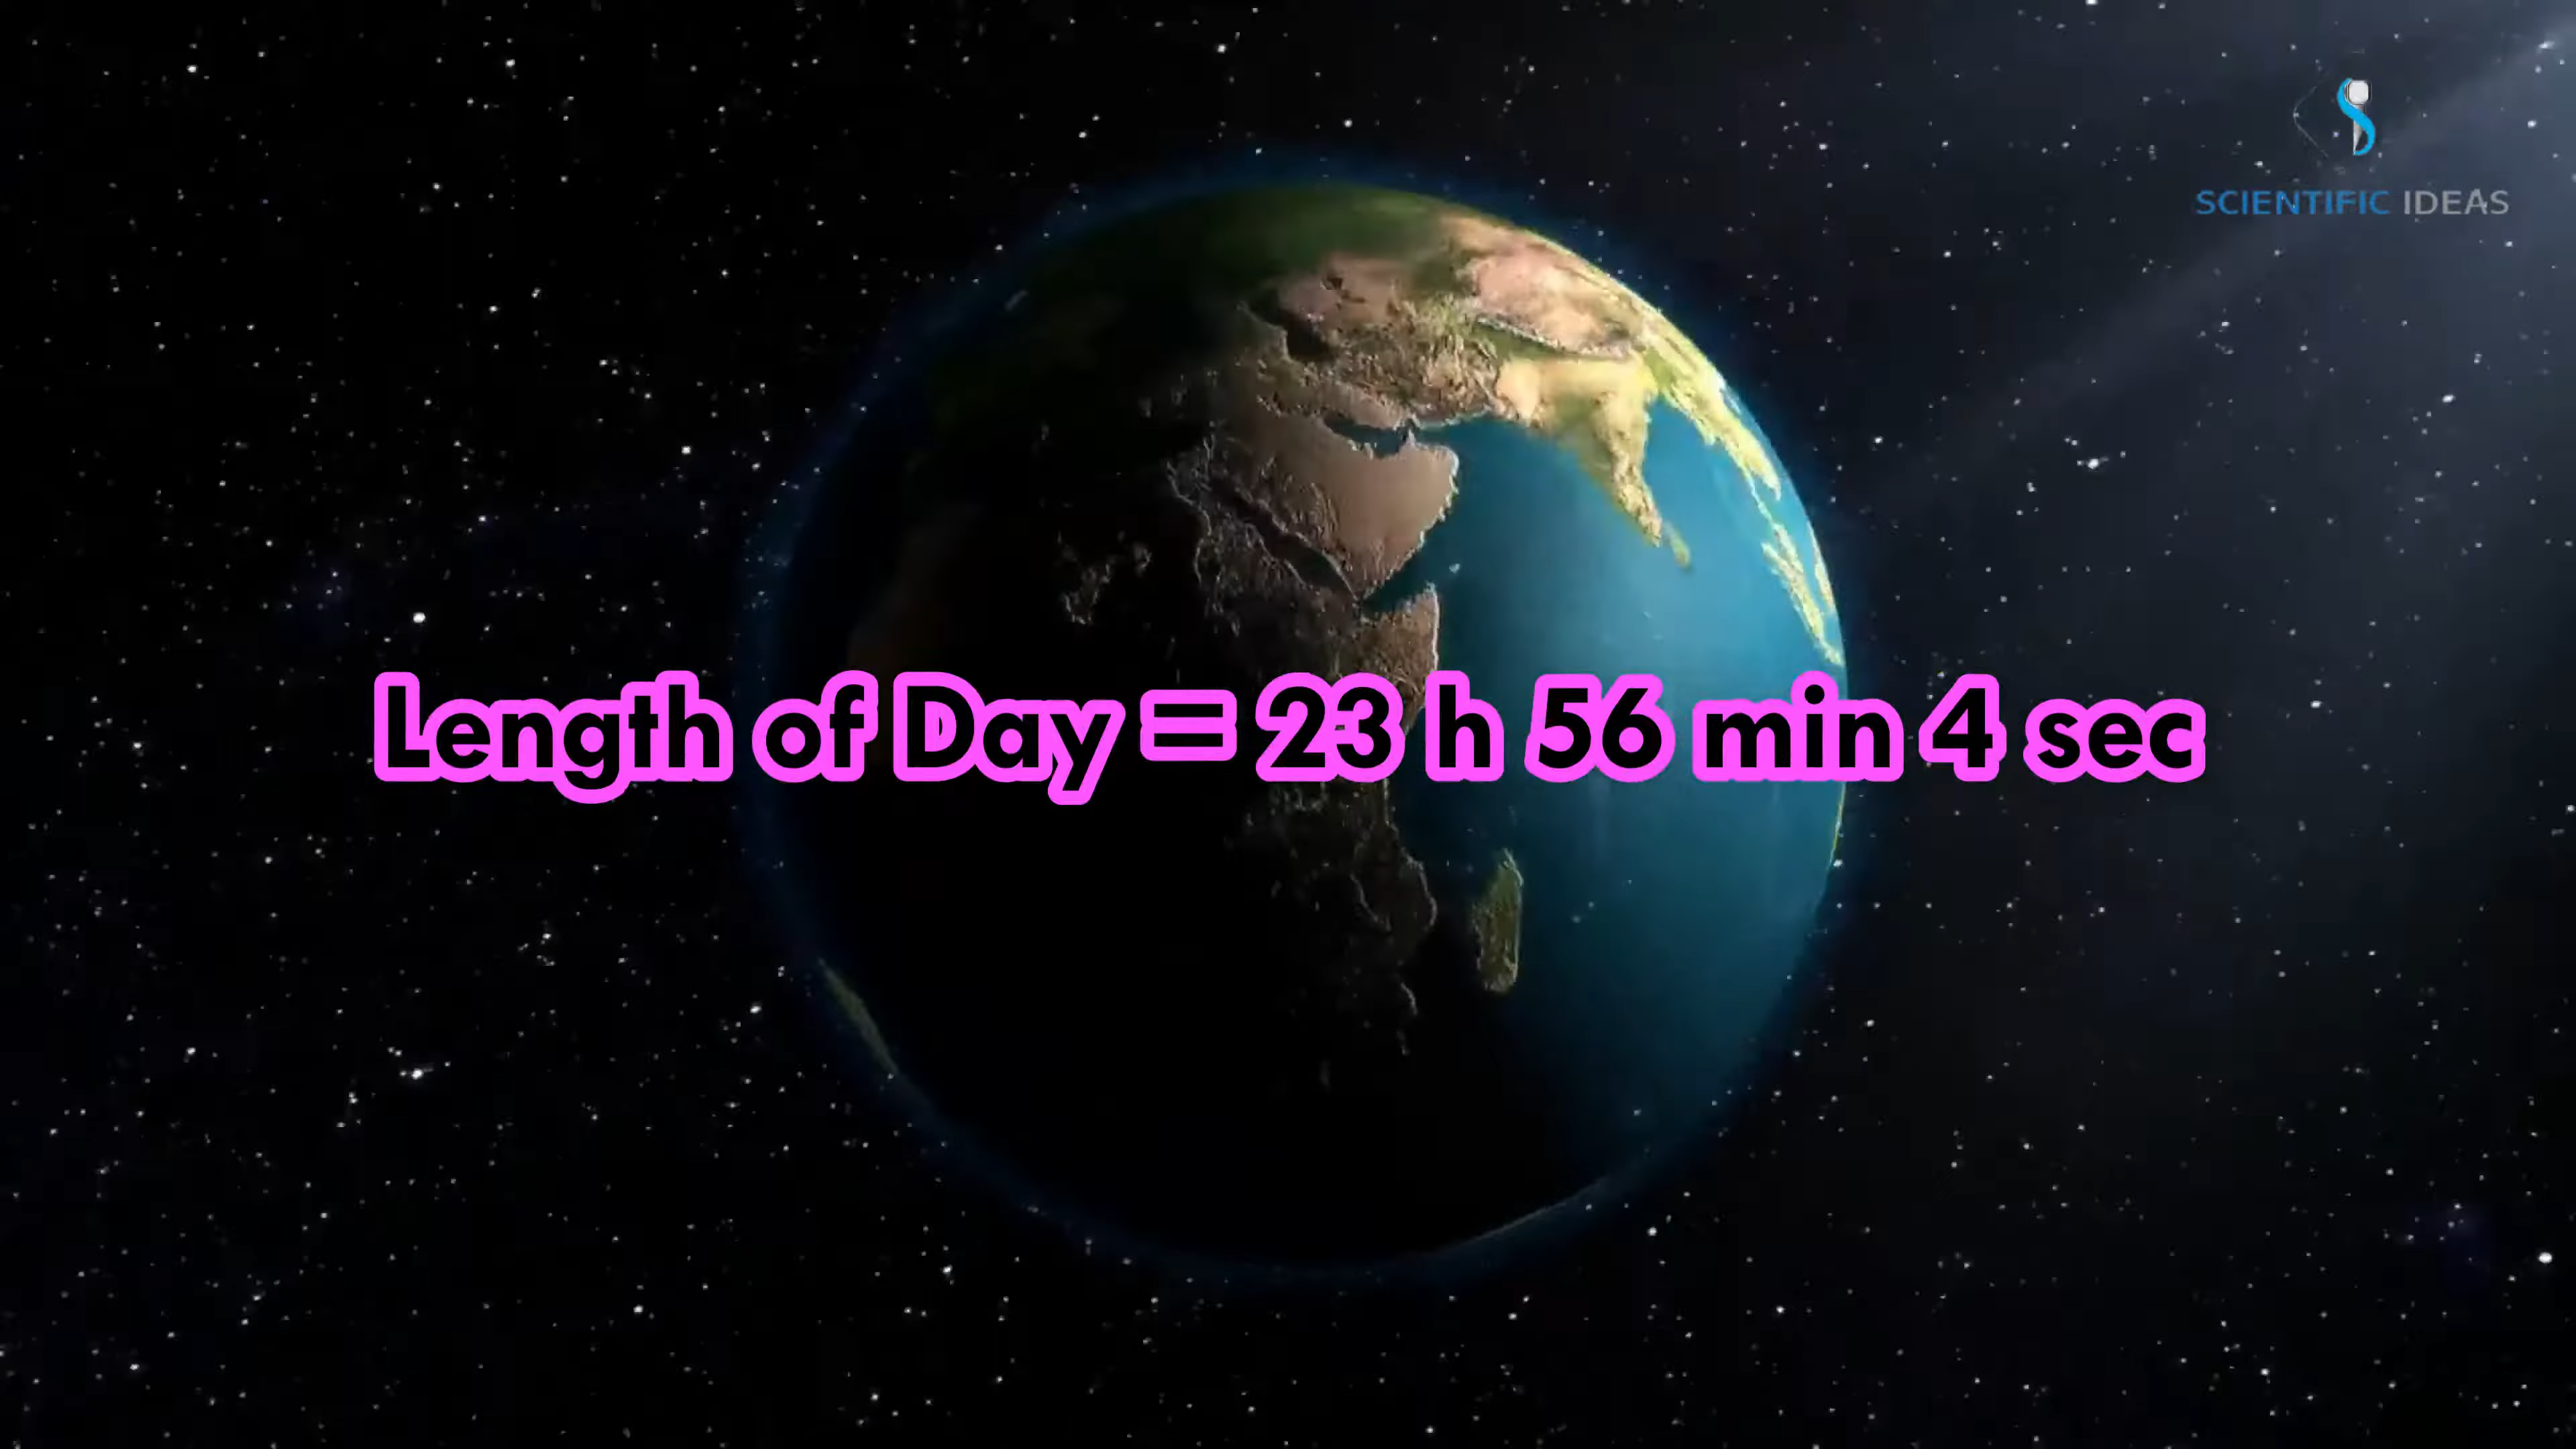 SCIENTIFIC IDEAS
Length of Day = 23 h 56 min 4 sec